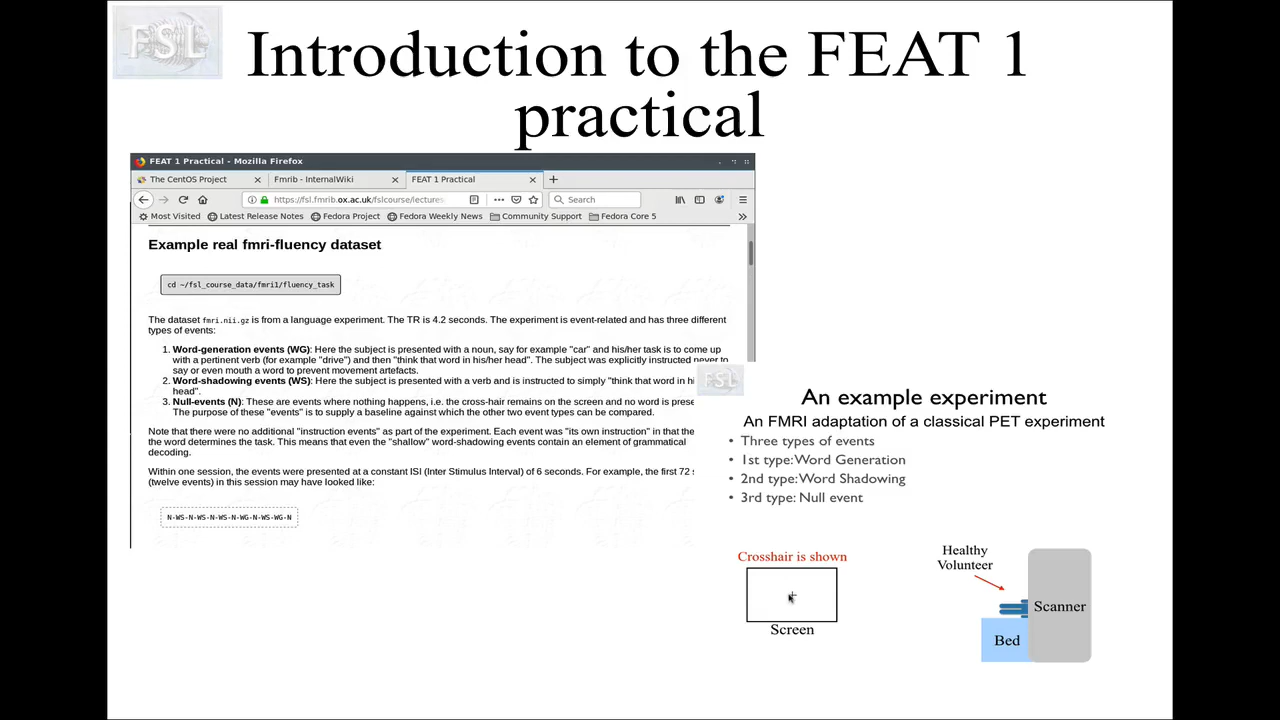 FSL
Introduction to the FEAT 1
practical
FEAT 1 Practical - Mozilla Firefox
The CentOS Project
Fmrib - InternalWiki
FEAT 1 Practical
https://fsl.fmrib.ox.ac.uk/fslcourse/lectures
Search
Most Visited
Latest Release Notes
Fedora Project
Fedora Weekly News
Community Support
Fedora Core 5
Example real fmri-fluency dataset
cd ~/fsl_course_data/fmri1/fluency_task
The dataset fmri.nii.gz is from a language experiment. The TR is 4.2 seconds. The experiment is event-related and has three different
types of events:
1. Word-generation events (WG): Here the subject is presented with a noun, say for example "car" and his/her task is to come up
with a pertinent verb (for example "drive") and then "think that word in his/her head". The subject was explicitly instructed never to
say or even mouth a word to prevent movement artefacts.
2. Word-shadowing events (WS): Here the subject is presented with a verb and is instructed to simply "think that word in
head".
3. Null-events (N): These are events where nothing happens, i.e. the cross-hair remains on the screen and no word is
The purpose of these "events" is to supply a baseline against which the other two event types can be compared.
Note that there were no additional "instruction events" as part of the experiment. Each event was "its own instruction" in that the
the word determines the task. This means that even the "shallow" word-shadowing events contain an element of grammatical
decoding.
Within one session, the events were presented at a constant ISI (Inter Stimulus Interval) of 6 seconds. For example, the first 72
(twelve events) in this session may have looked like:
N-WS-N-WS-N-WS-N-WG-N-WS-WG-N
FSL
An example experiment
An FMRI adaptation of a classical PET experiment
• Three types of events
• 1st type: Word Generation
• 2nd type: Word Shadowing
• 3rd type: Null event
Crosshair is shown
Screen
Healthy
Volunteer
Scanner
Bed